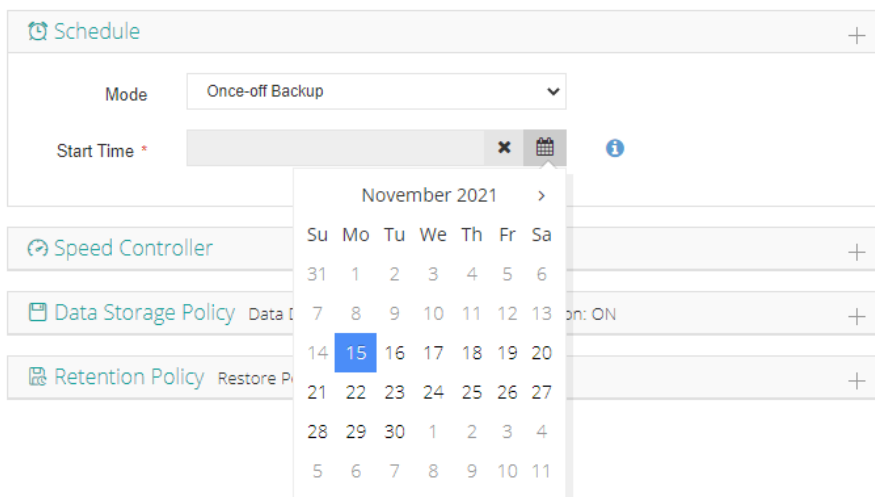 Schedule
Mode Once-off Backup
Start Time *
November 2021
Su Mo Tu We Th Fr Sa
31 1 2 3 4 5 6
Speed Controller
7 8 9 10 11 12 13
Data Storage Policy Data on: ON
14 15 16 17 18 19 20
Retention Policy Restore
21 22 23 24 25 26 27
28 29 30 1 2 3 4
5 6 7 8 9 10 11